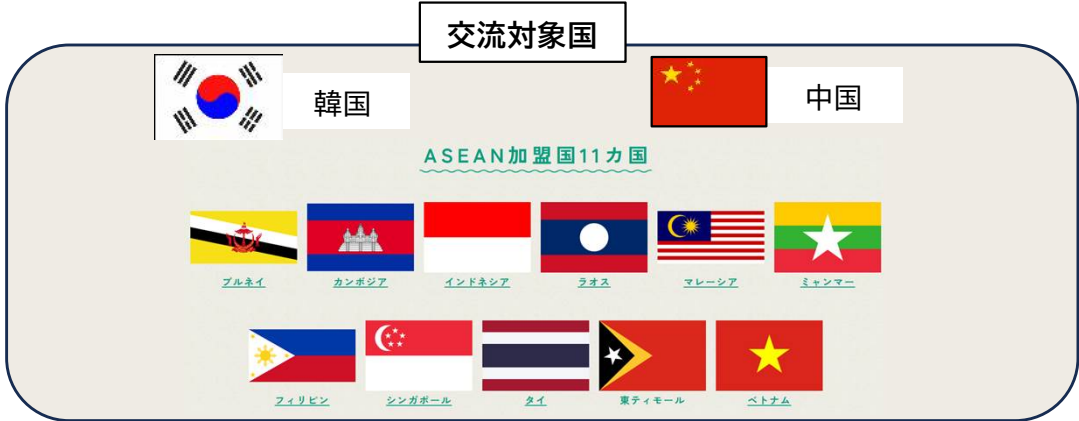 交流対象国
韓国
中国
ASEAN加盟国11カ国
ブルネイ
カンボジア
インドネシア
ラオス
マレーシア
ミャンマー
フィリピン
シンガポール
タイ
東ティモール
ベトナム